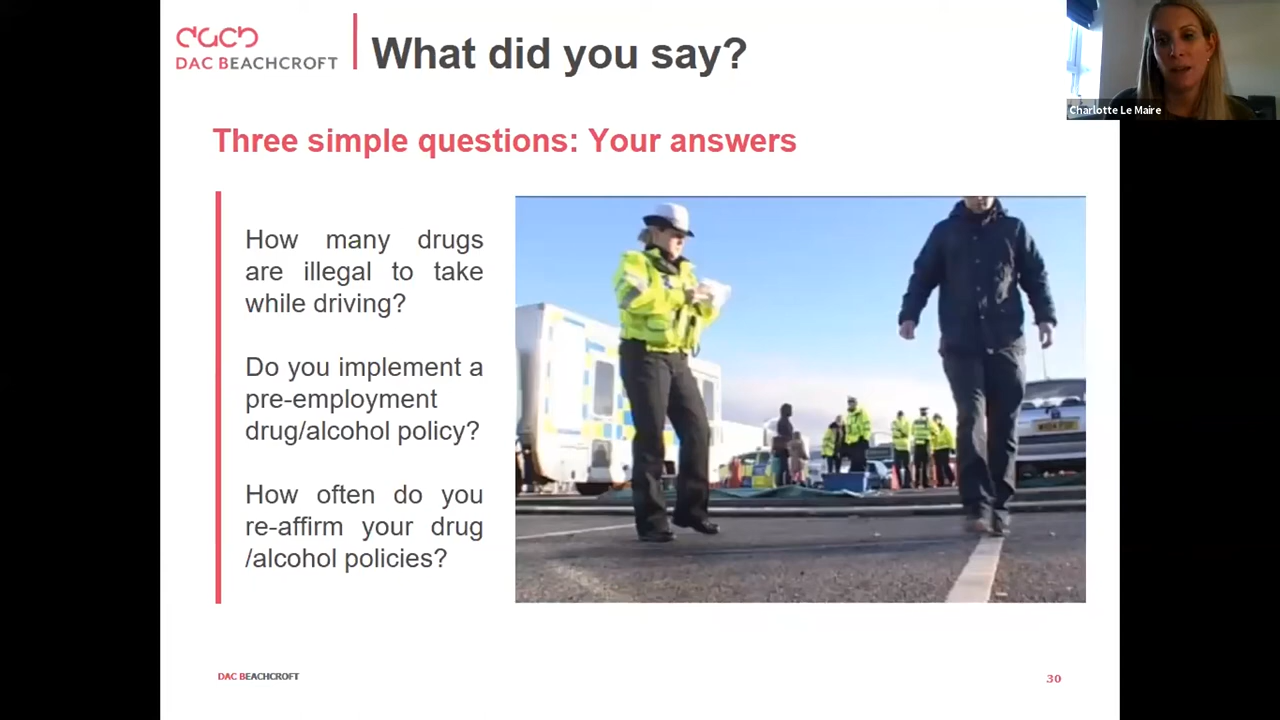 DAC BEACHCROFT
What did you say?
Charlotte Le Maire
Three simple questions: Your answers
How many drugs
are illegal to take
while driving?
Do you implement a
pre-employment
drug/alcohol policy?
How often do you
re-affirm your drug
/alcohol policies?
DAC BEACHCROFT
30